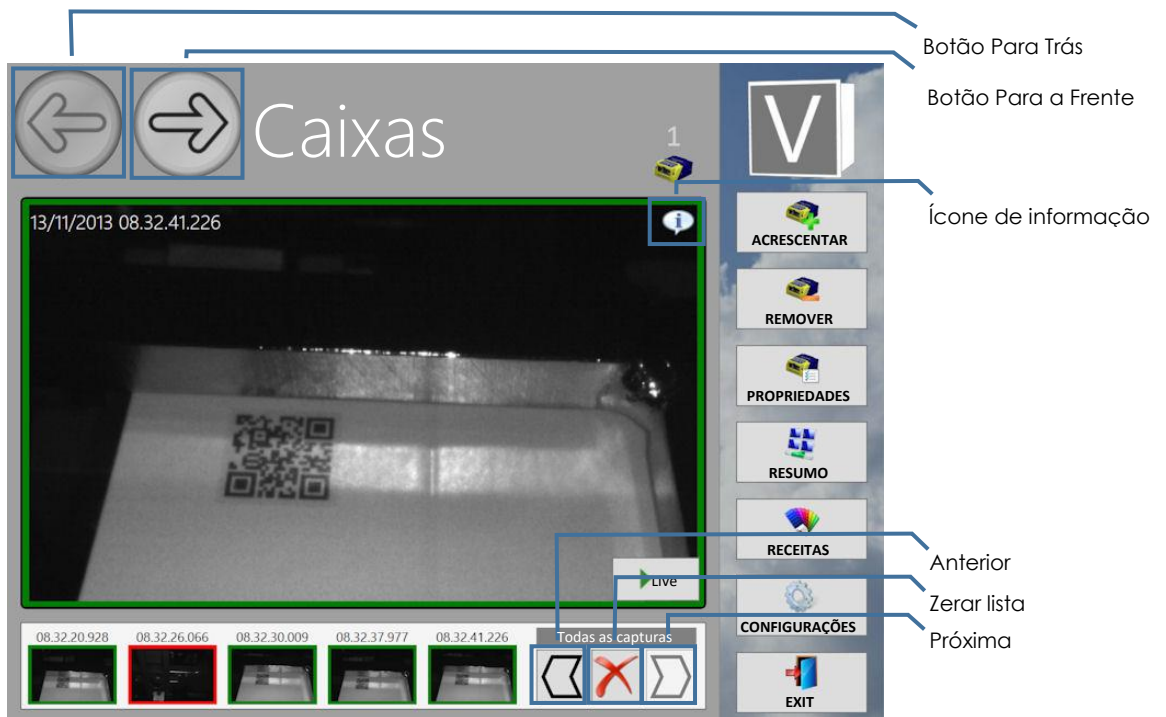 Botão Para Trás
Botão Para a Frente
Caixas
1
V
Ícone de informação
13/11/2013 08.32.41.226
ACRESCENTAR
REMOVER
PROPRIEDADES
RESUMO
RECEITAS
Live
Anterior
Zerar lista
Próxima
CONFIGURAÇÕES
08.32.20.928 08.32.26.066 08.32.30.009 08.32.37.977 08.32.41.226 Todas as capturas
EXIT